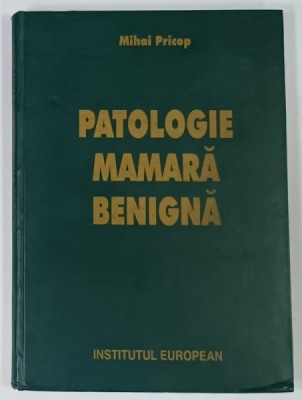 Mihai Pricop
PATOLOGIE
MAMARĂ
BENIGNĂ
INSTITUTUL EUROPEAN